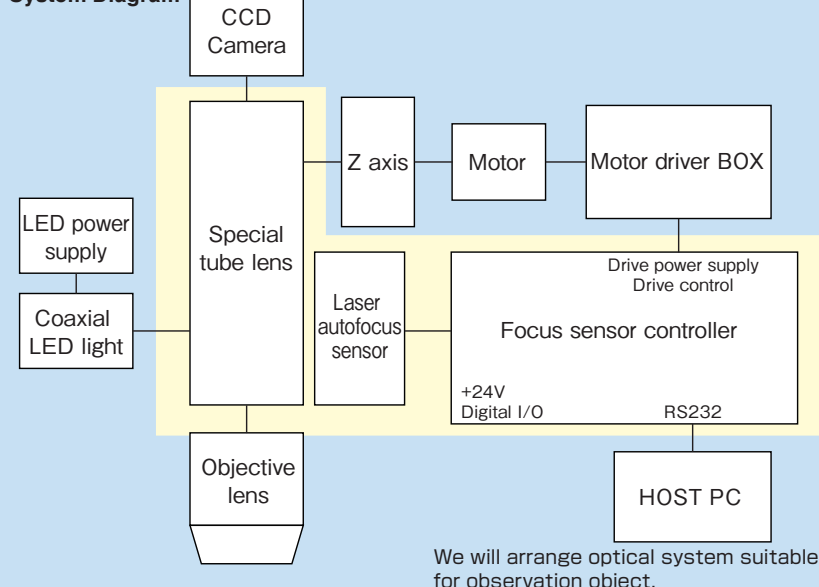 System Diagram
CCD
Camera
Z axis
Motor
Motor driver BOX
LED power
supply
Special
tube lens
Coaxial
LED light
Laser
autofocus
sensor
Drive power supply
Drive control
Focus sensor controller
+24V
Digital I/O
RS232
Objective
lens
HOST PC
We will arrange optical system suitable
for observation object.